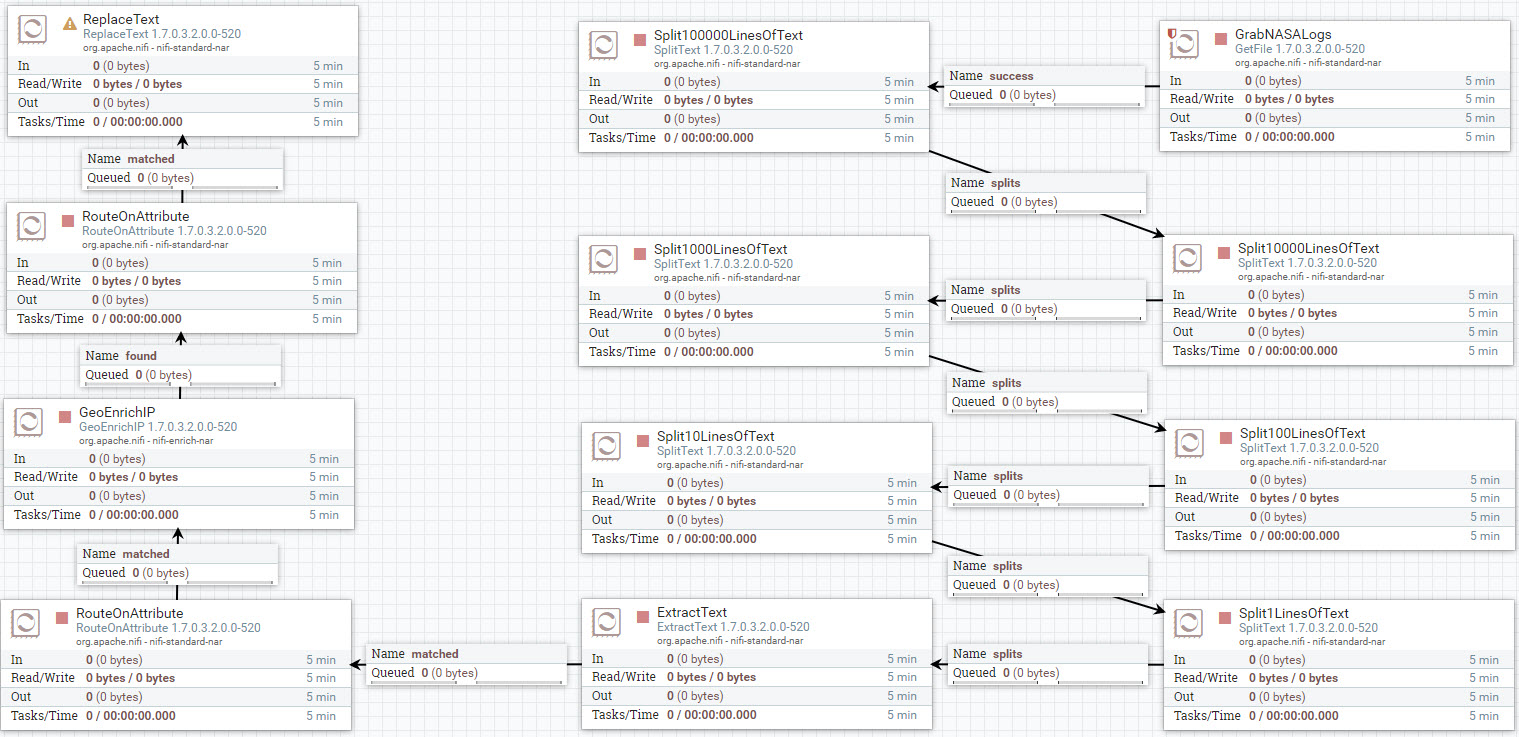 ReplaceText
ReplaceText 1.7.0.3.2.0.0-520
org.apache.nifi - nifi-standard-nar
In 0 (0 bytes) 5 min
Read/Write 0 bytes / 0 bytes 5 min
Out 0 (0 bytes) 5 min
Tasks/Time 0 / 00:00:00.000 5 min
Name matched
Queued 0 (0 bytes)
RouteOnAttribute
RouteOnAttribute 1.7.0.3.2.0.0-520
org.apache.nifi - nifi-standard-nar
In 0 (0 bytes) 5 min
Read/Write 0 bytes / 0 bytes 5 min
Out 0 (0 bytes) 5 min
Tasks/Time 0 / 00:00:00.000 5 min
Name found
Queued 0 (0 bytes)
GeoEnrichIP
GeoEnrichIP 1.7.0.3.2.0.0-520
org.apache.nifi - nifi-enrich-nar
In 0 (0 bytes) 5 min
Read/Write 0 bytes / 0 bytes 5 min
Out 0 (0 bytes) 5 min
Tasks/Time 0 / 00:00:00.000 5 min
Name matched
Queued 0 (0 bytes)
RouteOnAttribute
RouteOnAttribute 1.7.0.3.2.0.0-520
org.apache.nifi - nifi-standard-nar
In 0 (0 bytes) 5 min
Read/Write 0 bytes / 0 bytes 5 min
Out 0 (0 bytes) 5 min
Tasks/Time 0 / 00:00:00.000 5 min
Name matched
Queued 0 (0 bytes)
Split100000LinesOfText
SplitText 1.7.0.3.2.0.0-520
org.apache.nifi - nifi-standard-nar
In 0 (0 bytes) 5 min
Read/Write 0 bytes / 0 bytes 5 min
Out 0 (0 bytes) 5 min
Tasks/Time 0 / 00:00:00.000 5 min
Split1000LinesOfText
SplitText 1.7.0.3.2.0.0-520
org.apache.nifi - nifi-standard-nar
In 0 (0 bytes) 5 min
Read/Write 0 bytes / 0 bytes 5 min
Out 0 (0 bytes) 5 min
Tasks/Time 0 / 00:00:00.000 5 min
Split10LinesOfText
SplitText 1.7.0.3.2.0.0-520
org.apache.nifi - nifi-standard-nar
In 0 (0 bytes) 5 min
Read/Write 0 bytes / 0 bytes 5 min
Out 0 (0 bytes) 5 min
Tasks/Time 0 / 00:00:00.000 5 min
ExtractText
ExtractText 1.7.0.3.2.0.0-520
org.apache.nifi - nifi-standard-nar
In 0 (0 bytes) 5 min
Read/Write 0 bytes / 0 bytes 5 min
Out 0 (0 bytes) 5 min
Tasks/Time 0 / 00:00:00.000 5 min
Name success
Queued 0 (0 bytes)
Name splits
Queued 0 (0 bytes)
Name splits
Queued 0 (0 bytes)
Name splits
Queued 0 (0 bytes)
Name splits
Queued 0 (0 bytes)
Name splits
Queued 0 (0 bytes)
Name splits
Queued 0 (0 bytes)
GrabNASALogs
GetFile 1.7.0.3.2.0.0-520
org.apache.nifi - nifi-standard-nar
In 0 (0 bytes) 5 min
Read/Write 0 bytes / 0 bytes 5 min
Out 0 (0 bytes) 5 min
Tasks/Time 0 / 00:00:00.000 5 min
Split10000LinesOfText
SplitText 1.7.0.3.2.0.0-520
org.apache.nifi - nifi-standard-nar
In 0 (0 bytes) 5 min
Read/Write 0 bytes / 0 bytes 5 min
Out 0 (0 bytes) 5 min
Tasks/Time 0 / 00:00:00.000 5 min
Split100LinesOfText
SplitText 1.7.0.3.2.0.0-520
org.apache.nifi - nifi-standard-nar
In 0 (0 bytes) 5 min
Read/Write 0 bytes / 0 bytes 5 min
Out 0 (0 bytes) 5 min
Tasks/Time 0 / 00:00:00.000 5 min
Split1LinesOfText
SplitText 1.7.0.3.2.0.0-520
org.apache.nifi - nifi-standard-nar
In 0 (0 bytes) 5 min
Read/Write 0 bytes / 0 bytes 5 min
Out 0 (0 bytes) 5 min
Tasks/Time 0 / 00:00:00.000 5 min